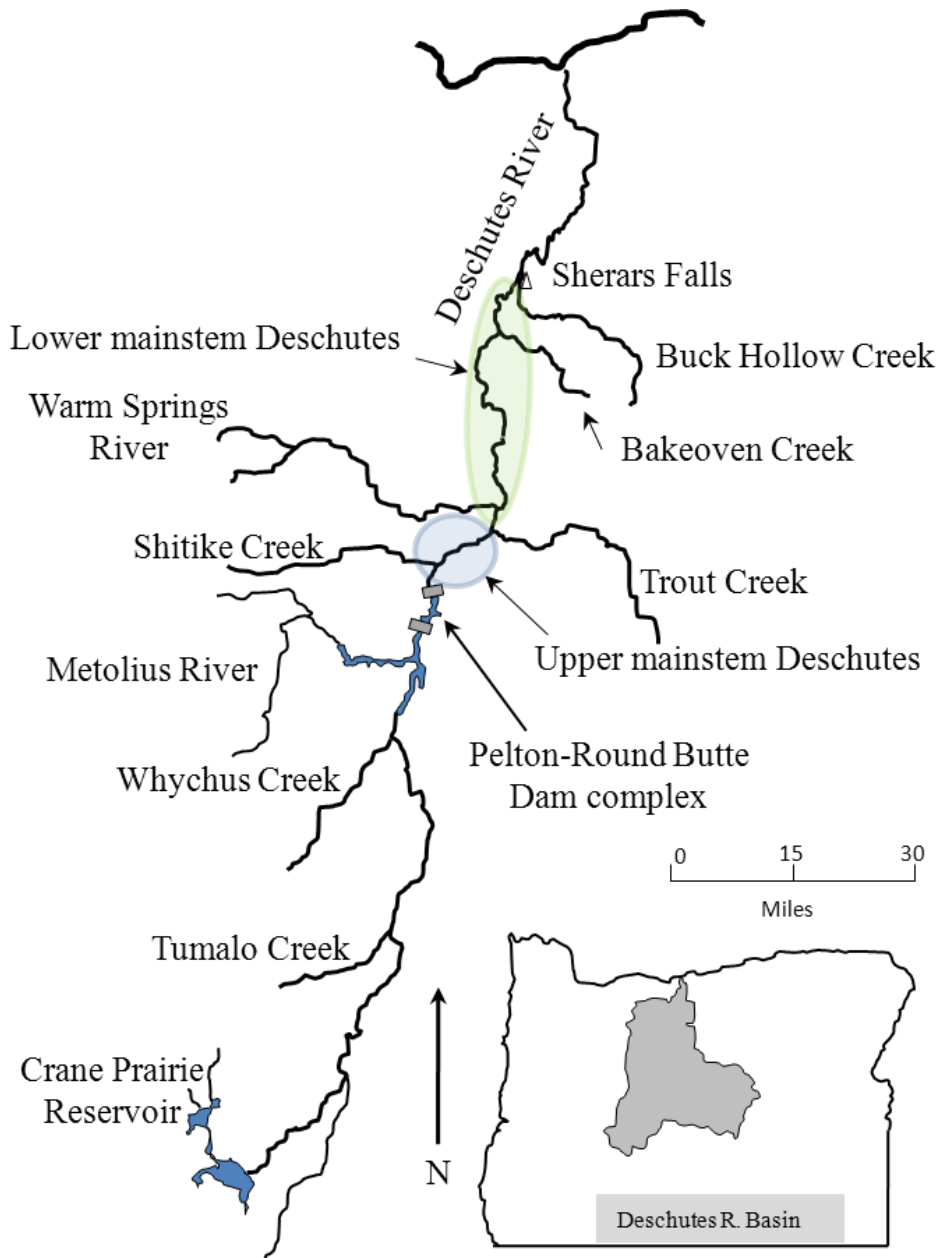 Deschutes River
Sherars Falls
Lower mainstem Deschutes
Buck Hollow Creek
Warm Springs
River
Bakeoven Creek
Shitike Creek
Trout Creek
Metolius River
Upper mainstem Deschutes
Whychus Creek
Pelton-Round Butte
Dam complex
0 15 30
Miles
Tumalo Creek
Crane Prairie
Reservoir
N
Deschutes R. Basin